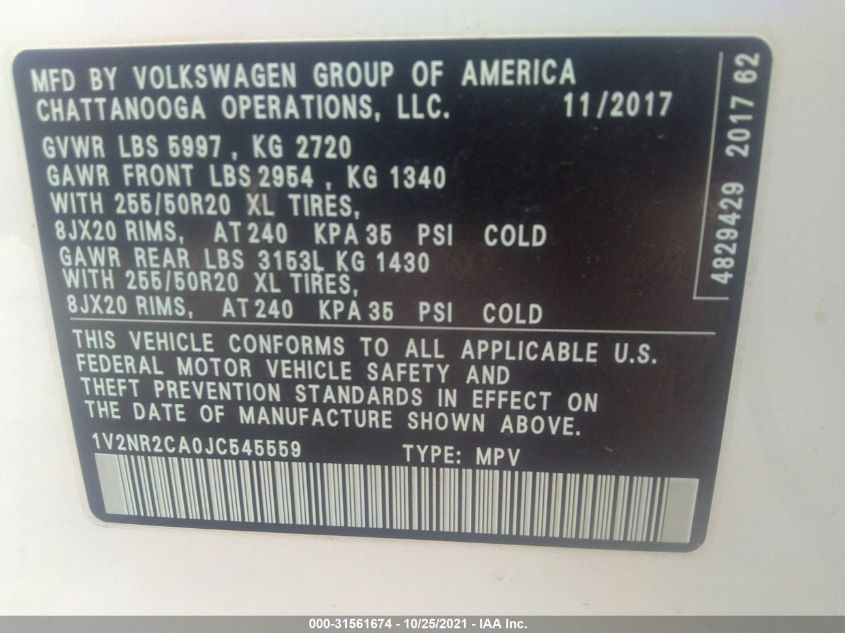 MFD BY VOLKSWAGEN GROUP OF AMERICA
CHATTANOOGA OPERATIONS, LLC. 11/2017
GVWR LBS 5997, KG 2720
GAWR FRONT LBS 2954, KG 1340
WITH 255/50R20 XL TIRES,
8JX20 RIMS, AT 240 KPA 35 PSI COLD
GAWR REAR LBS 3153L KG 1430
WITH 255/50R20 XL TIRES,
8JX20 RIMS, AT 240 KPA 35 PSI COLD
THIS VEHICLE CONFORMS TO ALL APPLICABLE U.S.
FEDERAL MOTOR VEHICLE SAFETY AND
THEFT PREVENTION STANDARDS IN EFFECT ON
THE DATE OF MANUFACTURE SHOWN ABOVE.
1V2NR2CA0JC545559 TYPE: MPV
4829429 2017 62
000-31561674 - 10/25/2021 - IAA Inc.